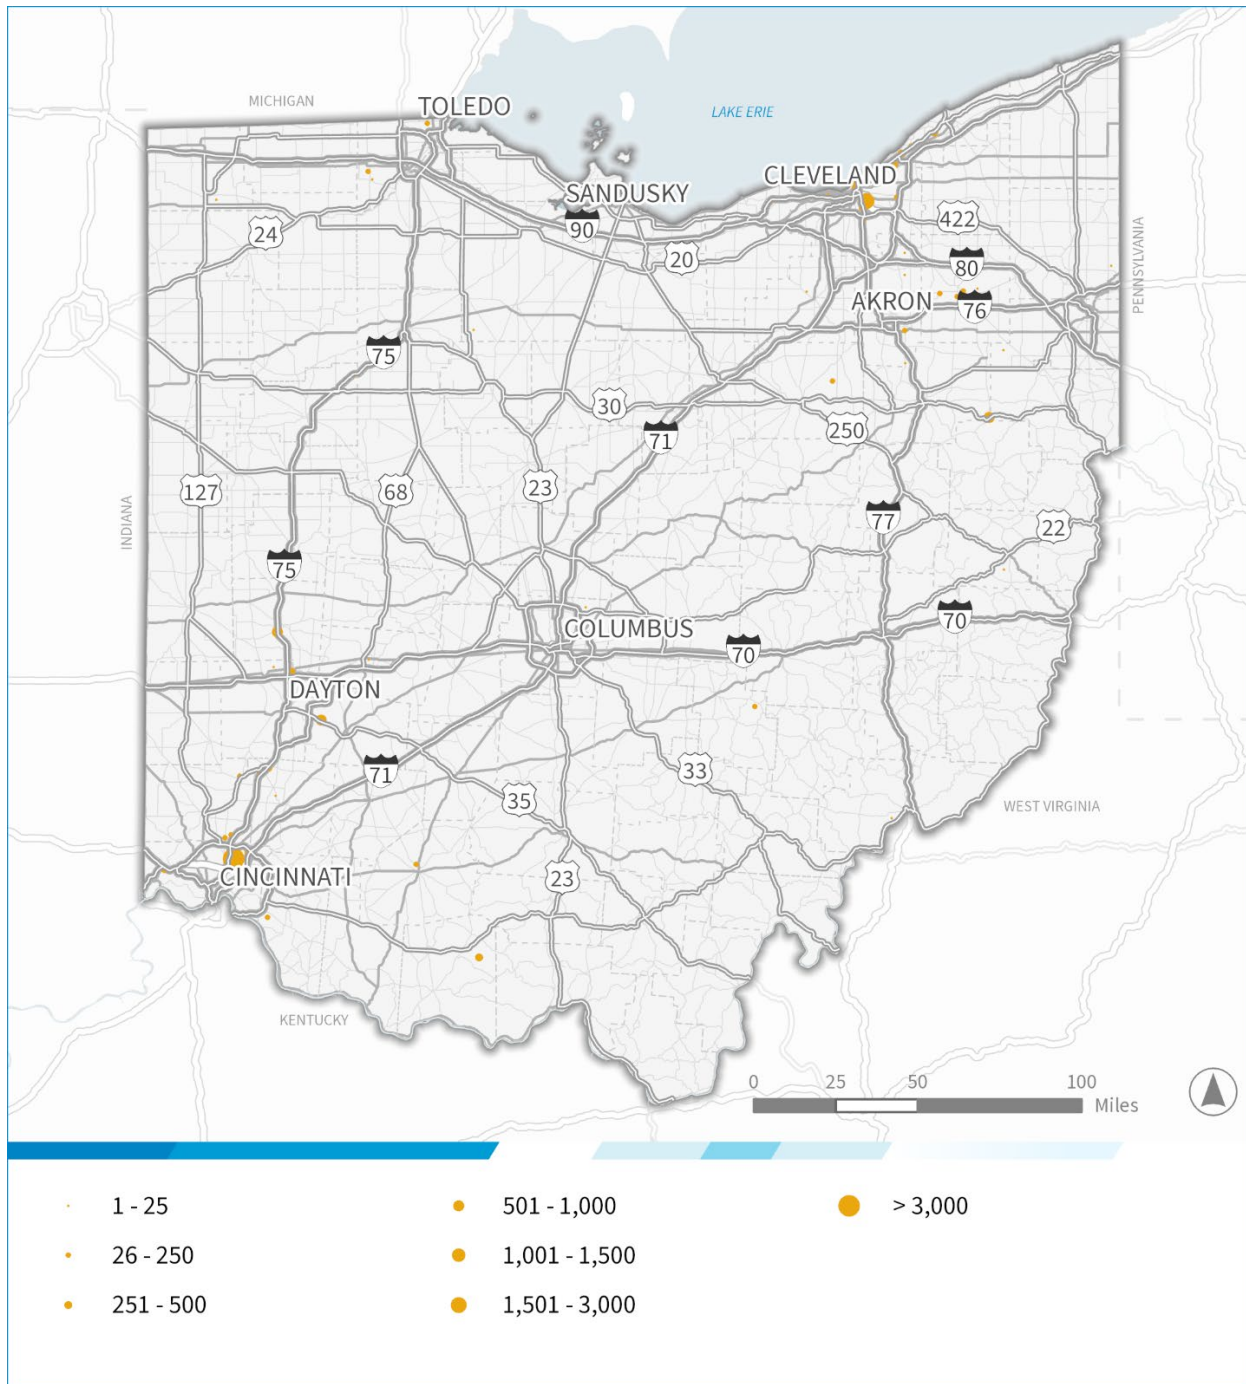 MICHIGAN
TOLEDO
LAKE ERIE
CLEVELAND
SANDUSKY
422
24
90
20
80
PENNSYLVANIA
AKRON
76
75
30
250
71
127
68
23
77
22
INDIANA
75
70
COLUMBUS
70
DAYTON
71
33
35
WEST VIRGINIA
CINCINNATI
23
KENTUCKY
0 25 50 100
Miles
1 - 25
26 - 250
251 - 500
501 - 1,000
1,001 - 1,500
1,501 - 3,000
> 3,000